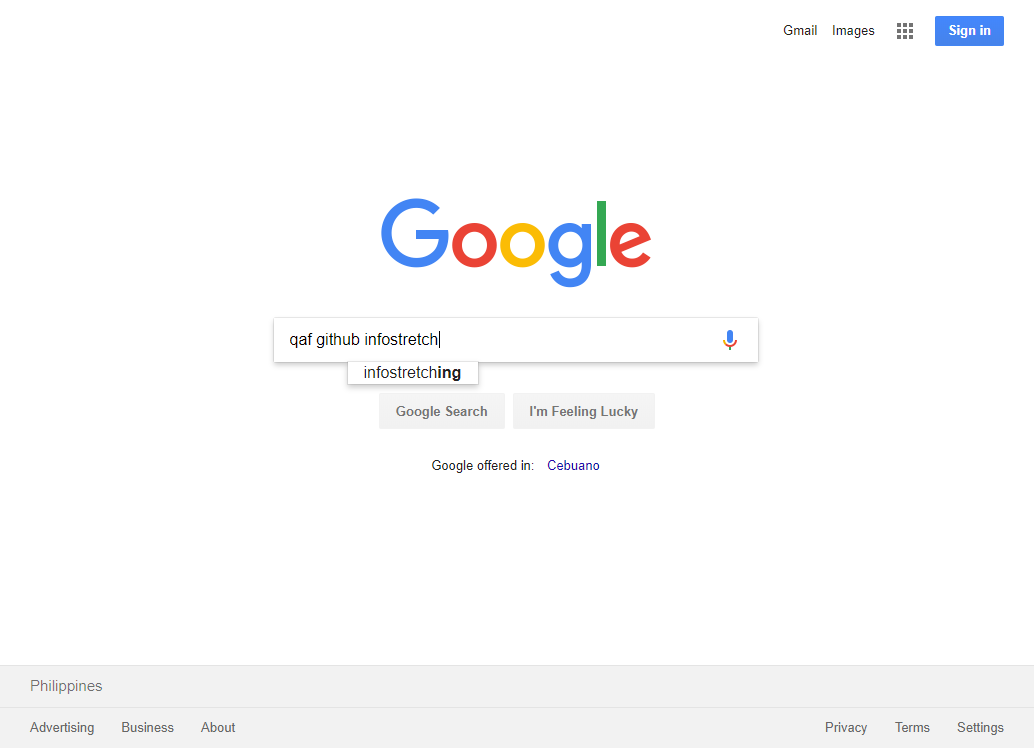 Gmail Images Sign in
Google
qaf github infostretch
infostretching
Google Search I'm Feeling Lucky
Google offered in: Cebuano
Philippines
Advertising Business About Privacy Terms Settings